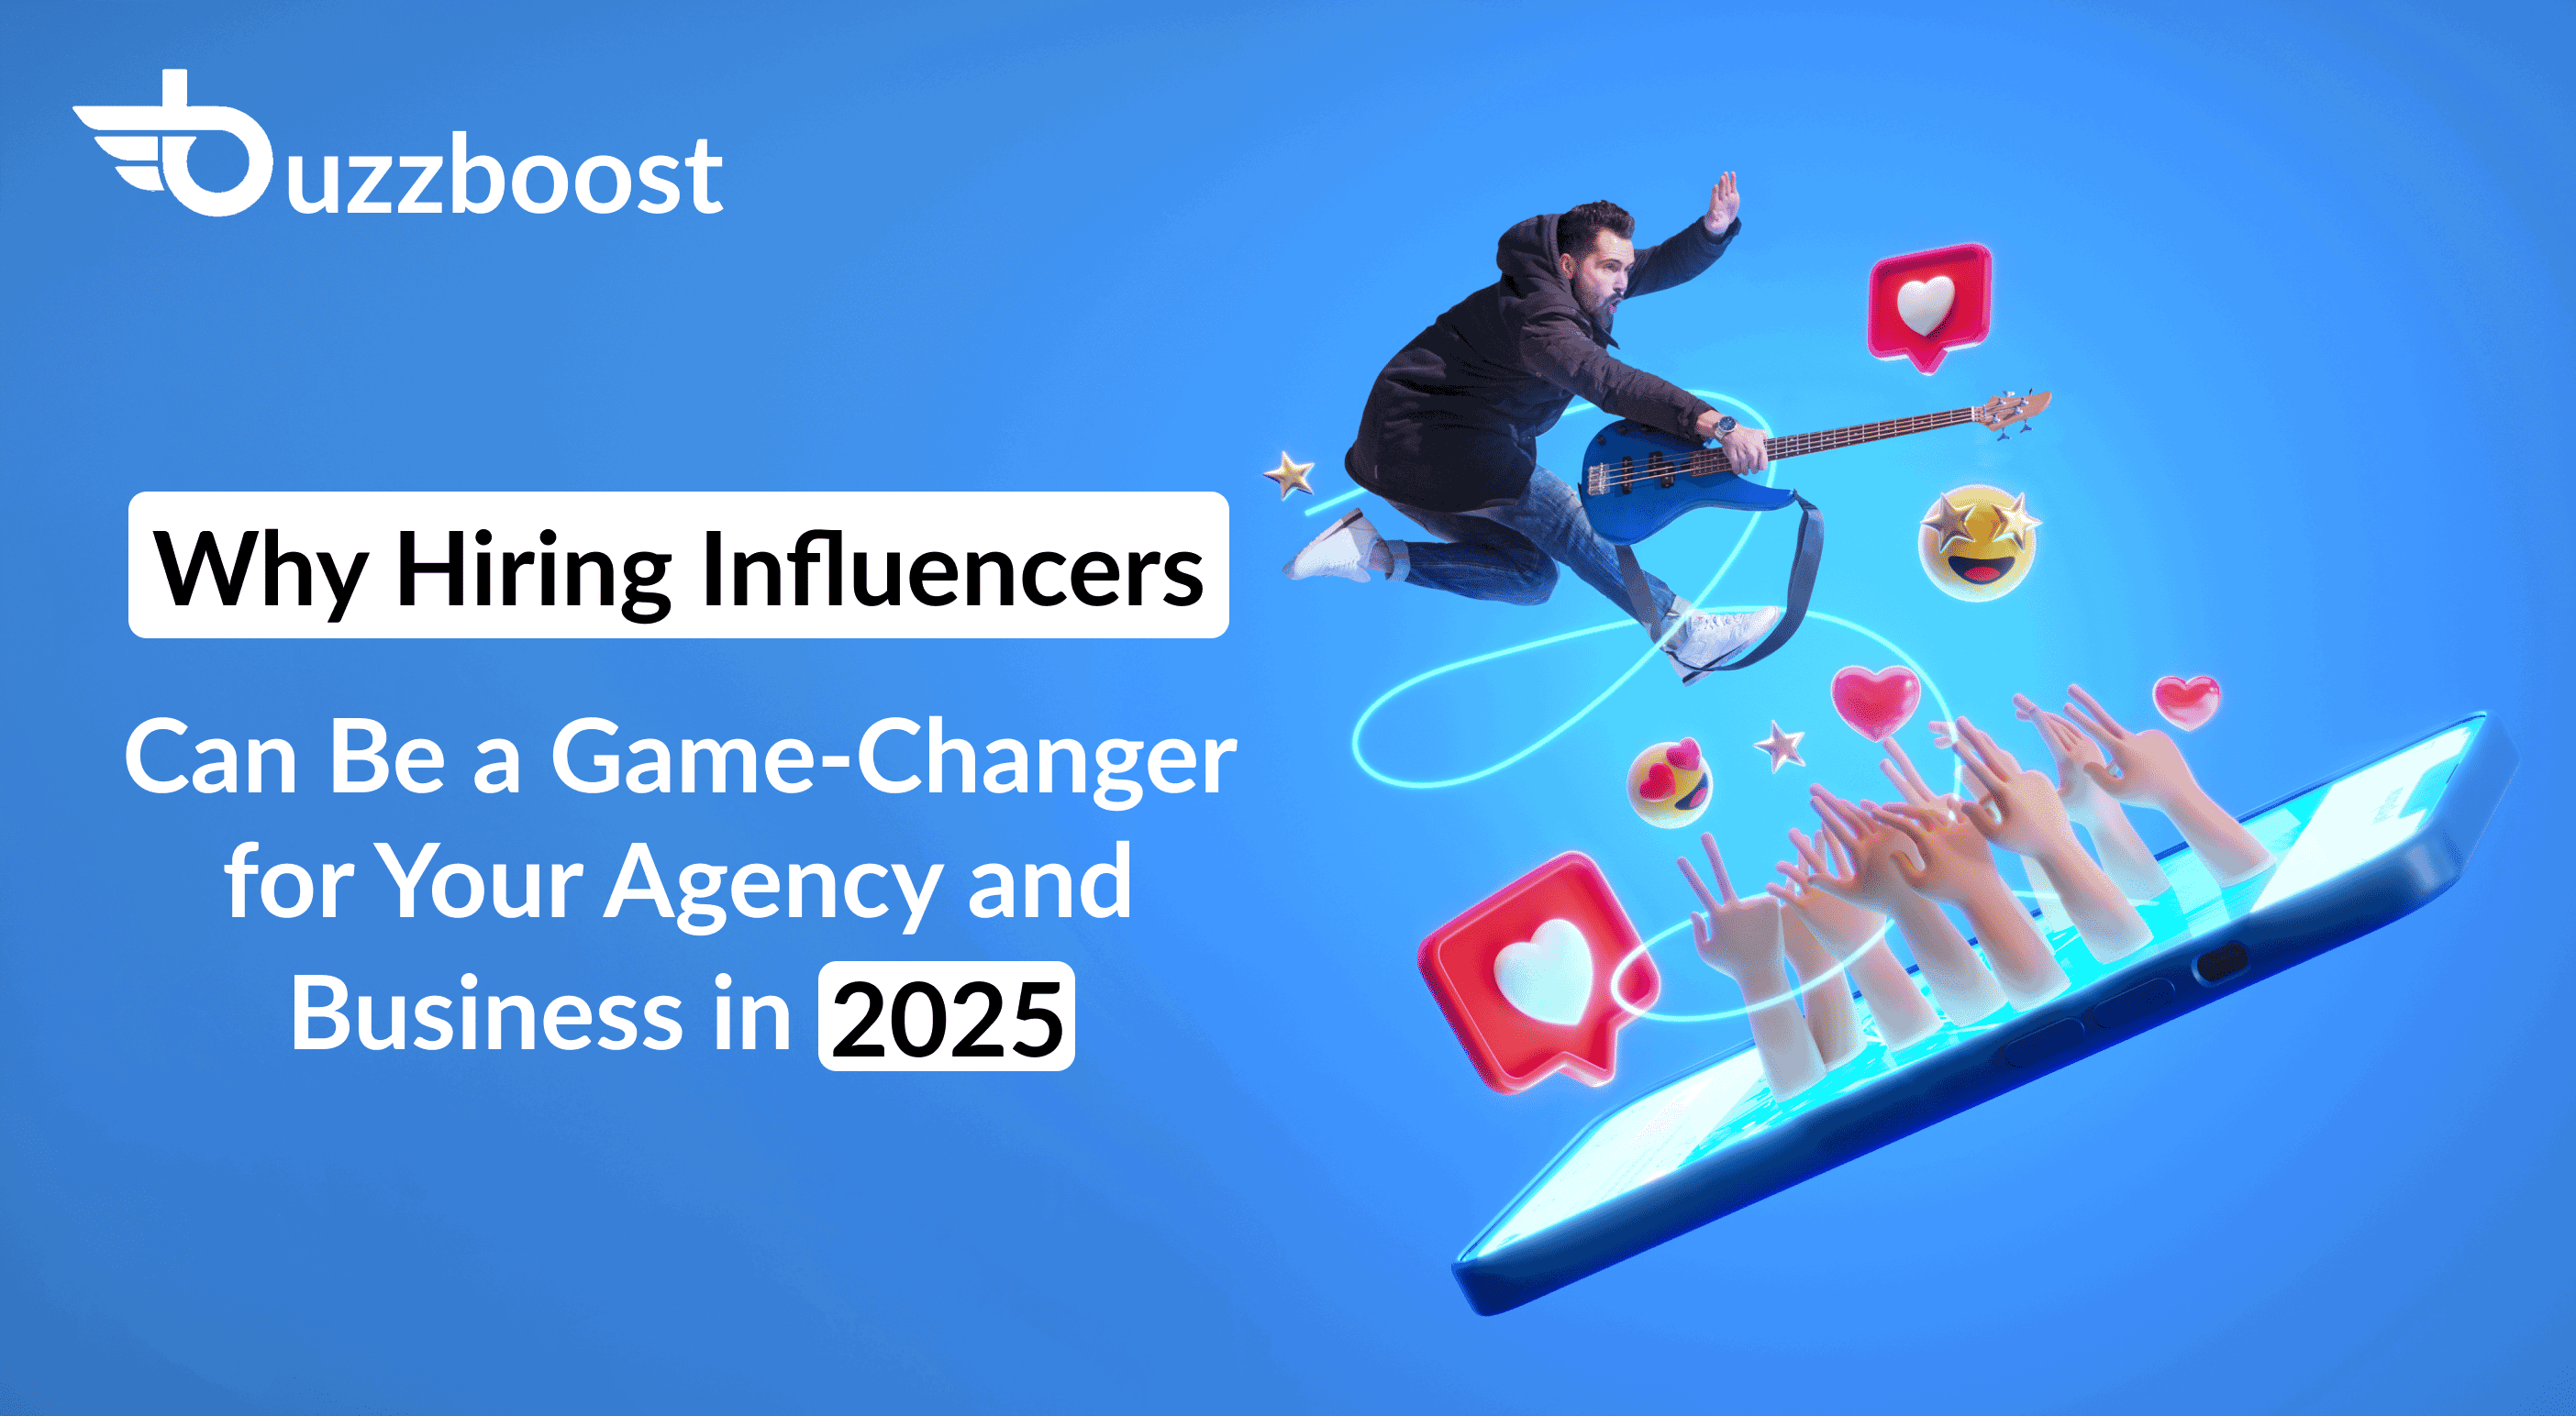 buzzboost
Why Hiring Influencers
Can Be a Game-Changer
for Your Agency and
Business in 2025